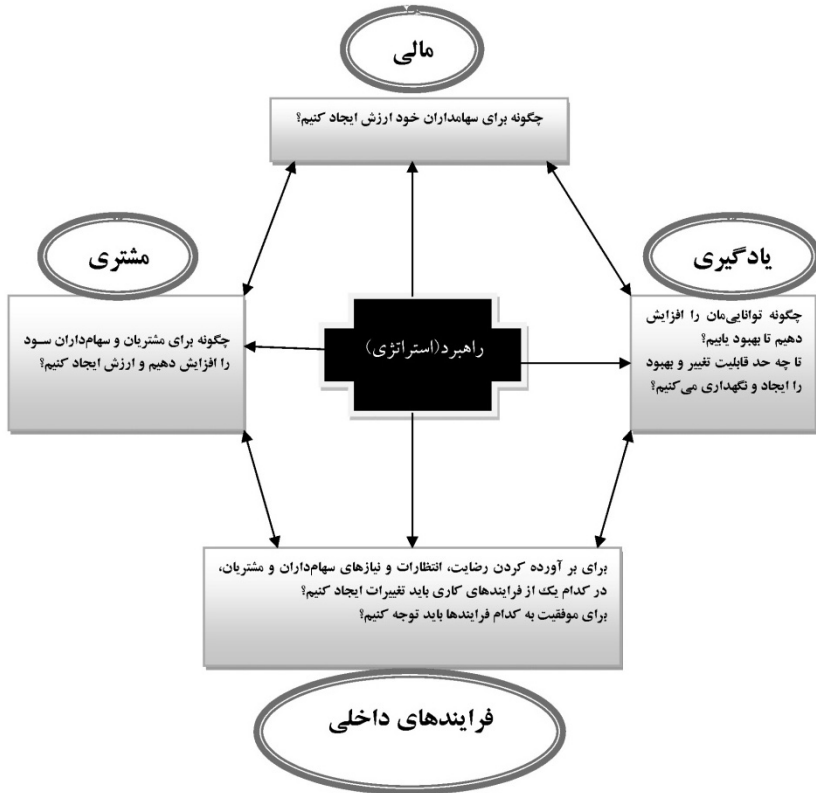 مالی
چگونه برای سهامداران خود ارزش ایجاد کنیم؟
یادگیری
چگونه توانایی‌مان را افزایش
دهیم تا بهبود یابیم؟
تا چه حد قابلیت تغییر و بهبود
را ایجاد و نگهداری می‌کنیم؟
راهبرد(استراتژی)
مشتری
چگونه برای مشتریان و سهام‌داران سـود
را افزایش دهیم و ارزش ایجاد کنیم؟
برای بر آورده کردن رضایت، انتظارات و نیازهای سهام‌داران و مشتریان،
در کدام یک از فرایندهای کاری باید تغییرات ایجاد کنیم؟
برای موفقیت به کدام فرایندها باید توجه کنیم؟
فرایندهای داخلی